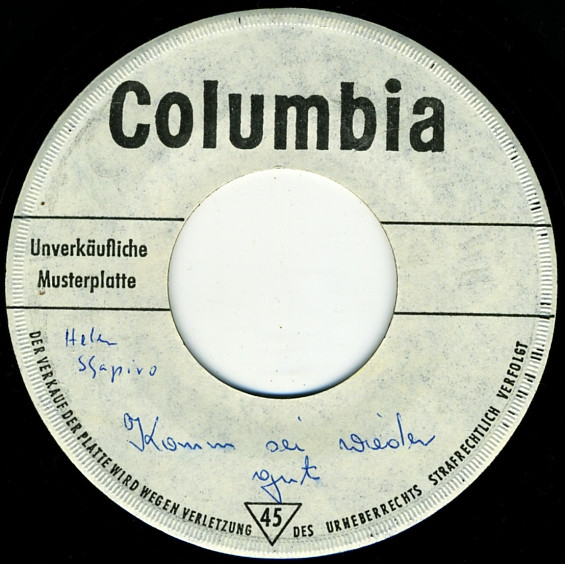 Columbia
Unverkäufliche
Musterplatte
Helen
Shapiro
Komm sei wieder
gut
DER VERKAUF DER PLATTE WIRD WEGEN VERLETZUNG DES URHEBERRECHTS STRAFRECHTLICH VERFOLGT
45